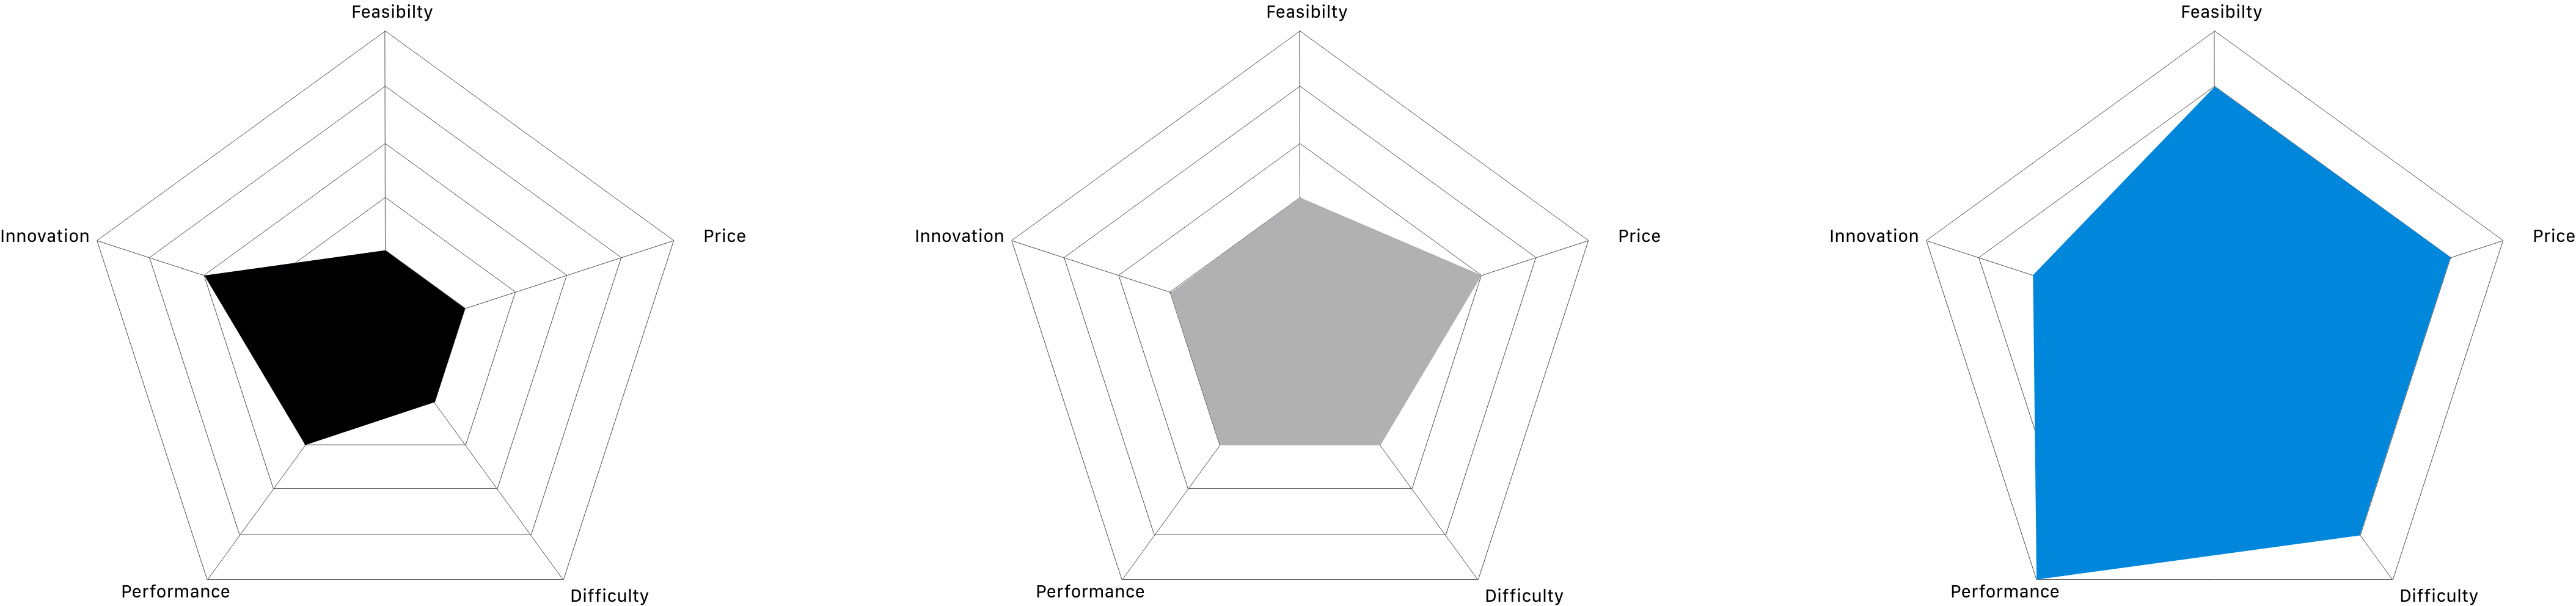 Feasibilty
Innovation
Price
Performance
Difficulty
Feasibilty
Innovation
Price
Performance
Difficulty
Feasibilty
Innovation
Price
Performance
Difficulty